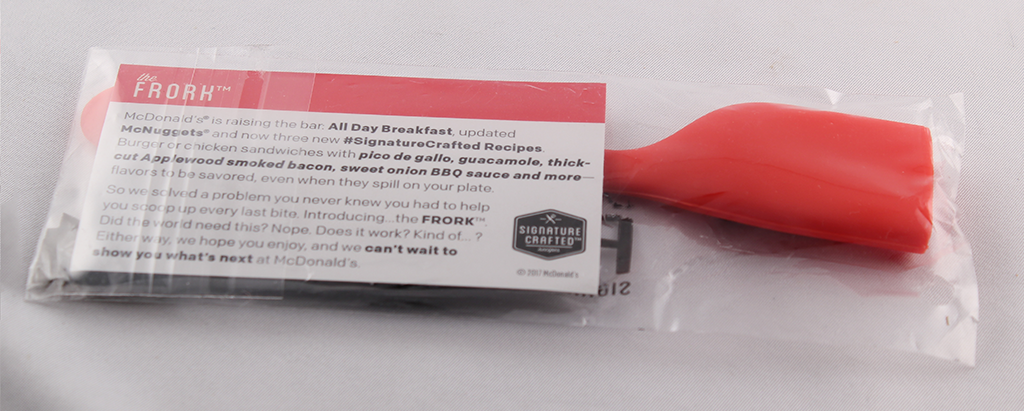 the
FRORK™
McDonald's® is raising the bar: All Day Breakfast, updated
McNuggets® and now three new #SignatureCrafted Recipes.
Burger or chicken sandwiches with pico de gallo, guacamole, thick-
cut Applewood smoked bacon, sweet onion BBQ sauce and more—
flavors to be savored, even when they spill on your plate.
So we solved a problem you never knew you had to help
you scoop up every last bite. Introducing...the FRORK™.
Did the world need this? Nope. Does it work? Kind of...?
Either way, we hope you enjoy, and we can't wait to
show you what's next at McDonald's.
SIGNATURE
CRAFTED™
© 2017 McDonald's